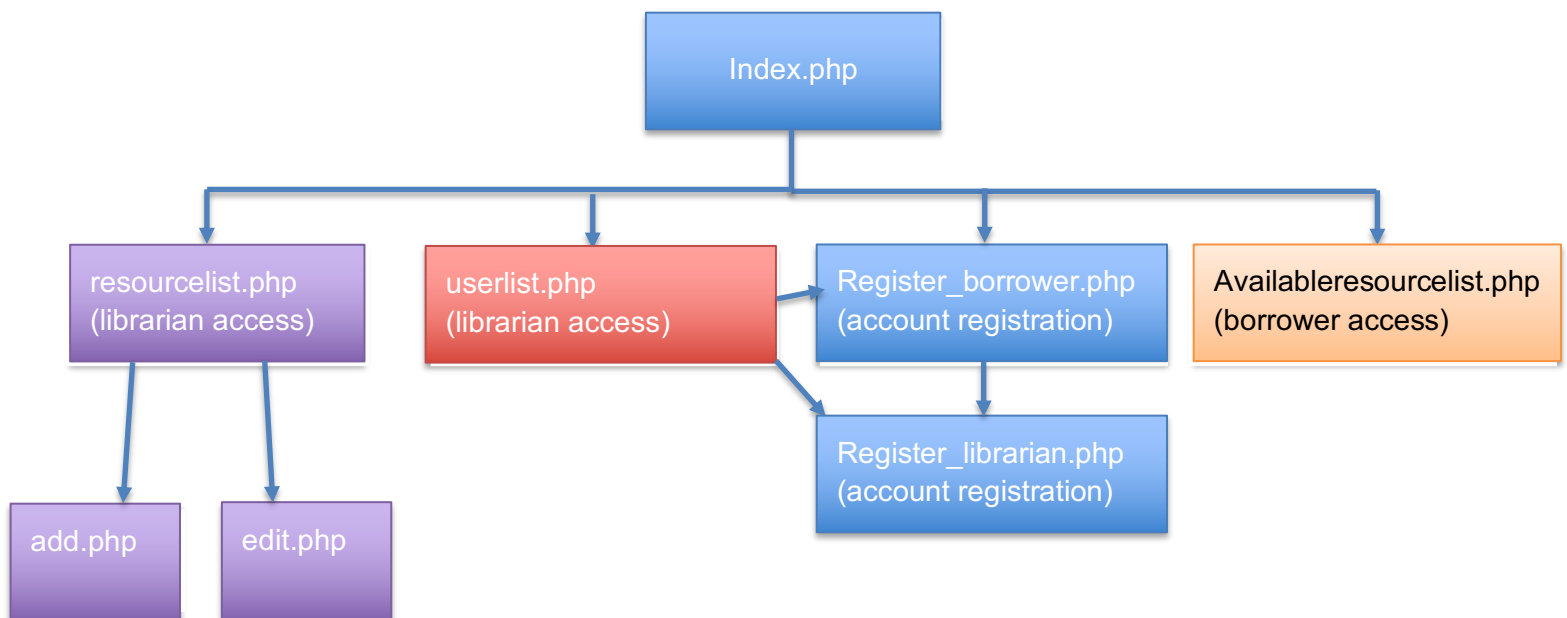 Index.php
resourcelist.php
(librarian access)
userlist.php
(librarian access)
Register_borrower.php
(account registration)
Availableresourcelist.php
(borrower access)
Register_librarian.php
(account registration)
add.php
edit.php